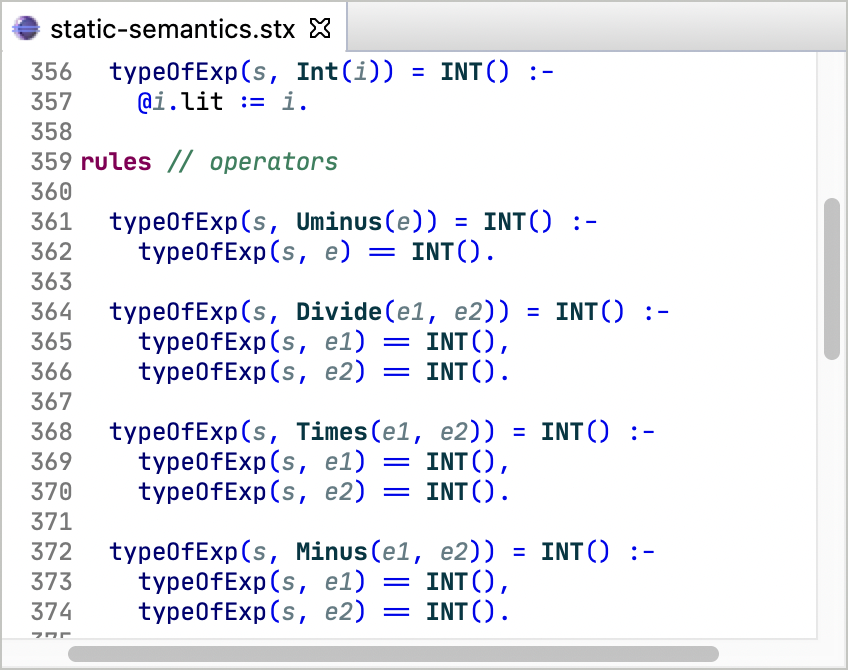 static-semantics.stx
356 typeOfExp(s, Int(i)) = INT() :-
357 @i.lit := i.
358
359 rules // operators
360
361 typeOfExp(s, Uminus(e)) = INT() :-
362 typeOfExp(s, e) == INT().
363
364 typeOfExp(s, Divide(e1, e2)) = INT() :-
365 typeOfExp(s, e1) == INT(),
366 typeOfExp(s, e2) == INT().
367
368 typeOfExp(s, Times(e1, e2)) = INT() :-
369 typeOfExp(s, e1) == INT(),
370 typeOfExp(s, e2) == INT().
371
372 typeOfExp(s, Minus(e1, e2)) = INT() :-
373 typeOfExp(s, e1) == INT(),
374 typeOfExp(s, e2) == INT().
375